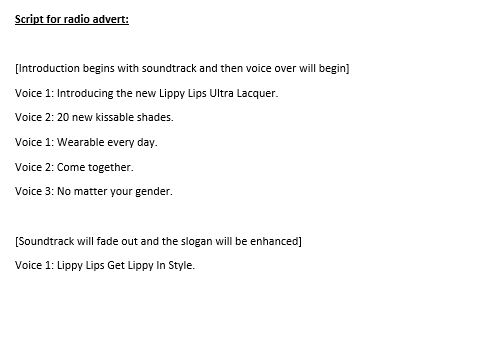 Script for radio advert:
[Introduction begins with soundtrack and then voice over will begin]
Voice 1: Introducing the new Lippy Lips Ultra Lacquer.
Voice 2: 20 new kissable shades.
Voice 1: Wearable every day.
Voice 2: Come together.
Voice 3: No matter your gender.
[Soundtrack will fade out and the slogan will be enhanced]
Voice 1: Lippy Lips Get Lippy In Style.